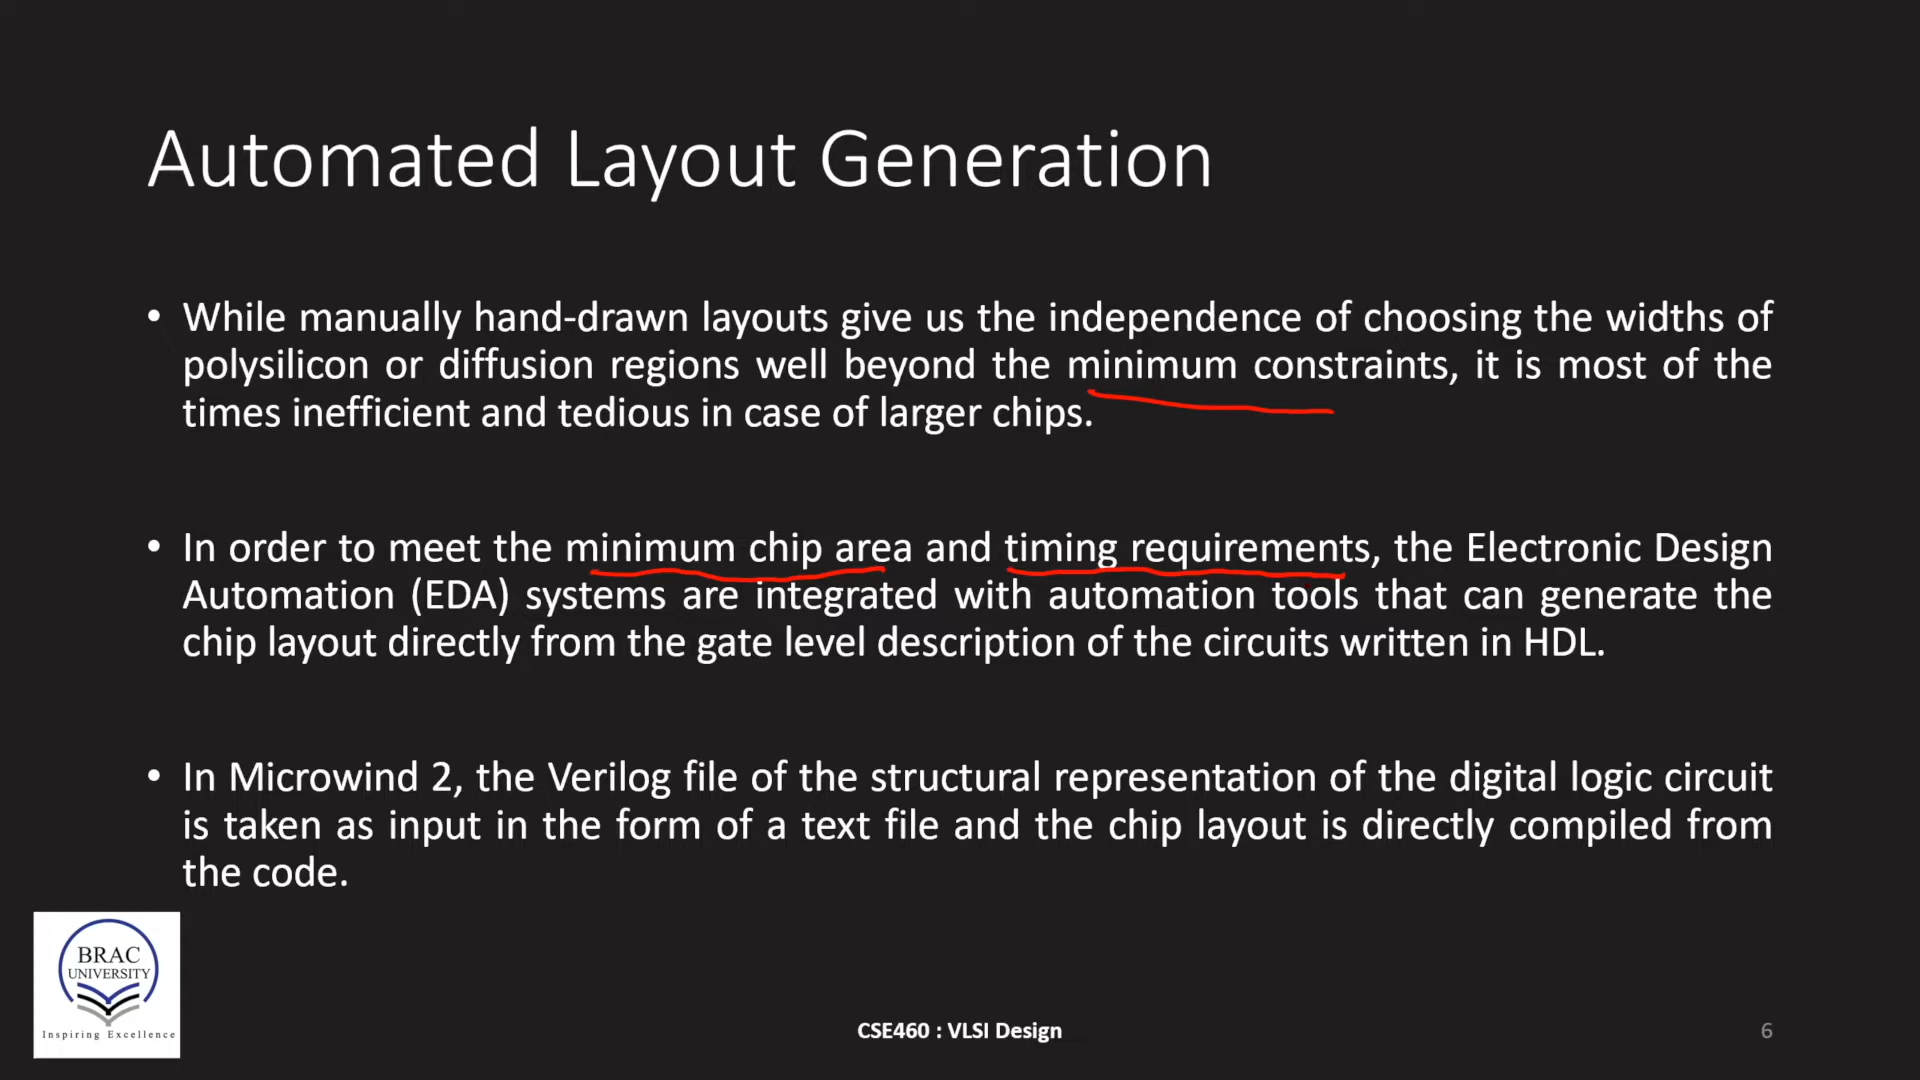 Automated Layout Generation
• While manually hand-drawn layouts give us the independence of choosing the widths of
polysilicon or diffusion regions well beyond the minimum constraints, it is most of the
times inefficient and tedious in case of larger chips.
• In order to meet the minimum chip area and timing requirements, the Electronic Design
Automation (EDA) systems are integrated with automation tools that can generate the
chip layout directly from the gate level description of the circuits written in HDL.
• In Microwind 2, the Verilog file of the structural representation of the digital logic circuit
is taken as input in the form of a text file and the chip layout is directly compiled from
the code.
BRAC
UNIVERSITY
Inspiring Excellence
CSE460 : VLSI Design
6